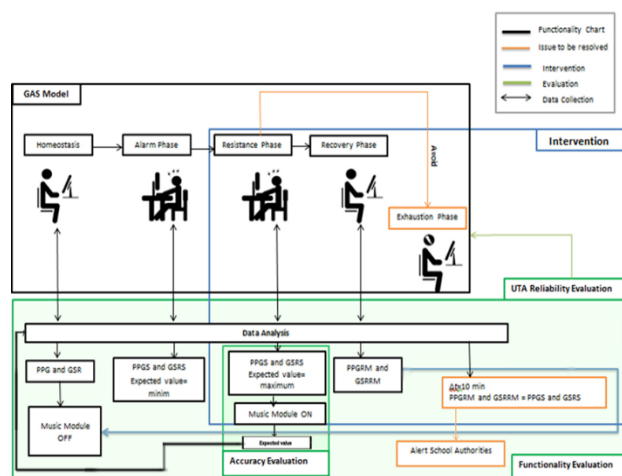 Functionality Chart
Issue to be resolved
Intervention
Evaluation
Data Collection
GAS Model
Homeostasis
Alarm Phase
Resistance Phase
Recovery Phase
Avoid
Intervention
Exhaustion Phase
UTA Reliability Evaluation
Data Analysis
PPG and GSR
PPGS and GSRS
Expected value=
minim
PPGS and GSRS
Expected value=
maximum
PPGRM and
GSRRM
Δt≥10 min
PPGRM and GSRRM = PPGS and GSRS
Music Module
OFF
Music Module ON
Expected value
Alert School Authorities
Accuracy Evaluation
Functionality Evaluation